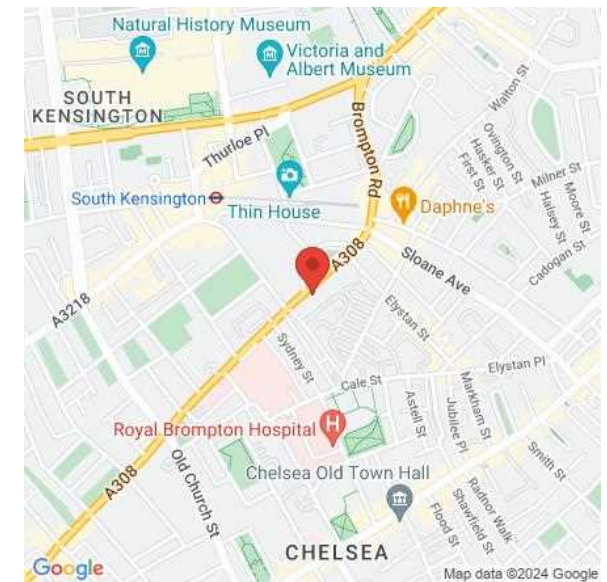 Natural History Museum
Victoria and
Albert Museum
SOUTH
KENSINGTON
Thurloe Pl
Brompton Rd
Walton St
Ovington St
Hasker St
First St
Milner St
Moore St
Halsey St
Cadogan St
South Kensington
Thin House
Daphne's
A308
Sloane Ave
A3218
Elystan St
Sydney St
Elystan Pl
Cale St
Markham St
Astell St
Jubilee Pl
Smith St
Royal Brompton Hospital
H
Old Church St
A308
Chelsea Old Town Hall
Radnor Walk
Shawfield St
Flood St
CHELSEA
Google
Map data ©2024 Google